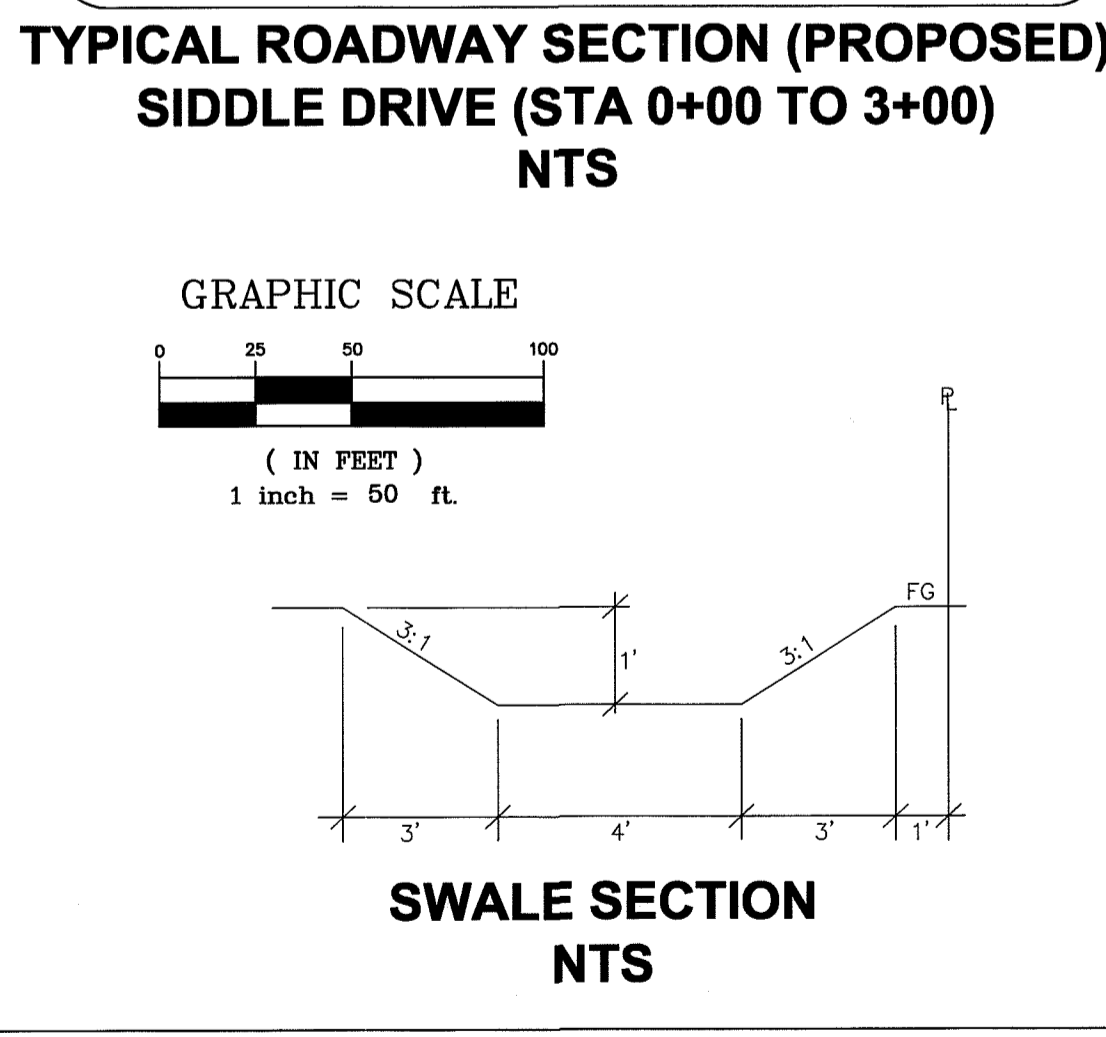 TYPICAL ROADWAY SECTION (PROPOSED)
SIDDLE DRIVE (STA 0+00 TO 3+00)
NTS
GRAPHIC SCALE
0 25 50 100
( IN FEET )
1 inch = 50 ft.
PL
FG
3:1 3:1
1'
3' 4' 3' 1'
SWALE SECTION
NTS